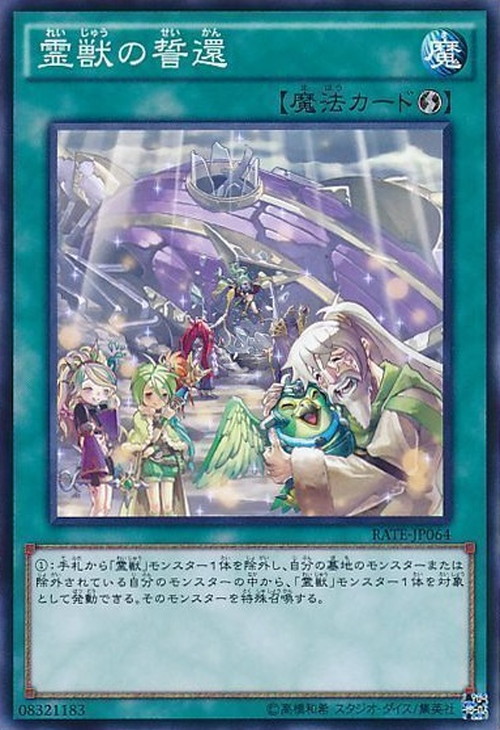 霊獣の誓還
【魔法カード】
魔
RATE-JP064
①:手札から「霊獣」モンスター1体を除外し、自分の墓地のモンスターまたは
除外されている自分のモンスターの中から、「霊獣」モンスター1体を対象
として発動できる。そのモンスターを特殊召喚する。
08321183
©高橋和希 スタジオ・ダイス/集英社